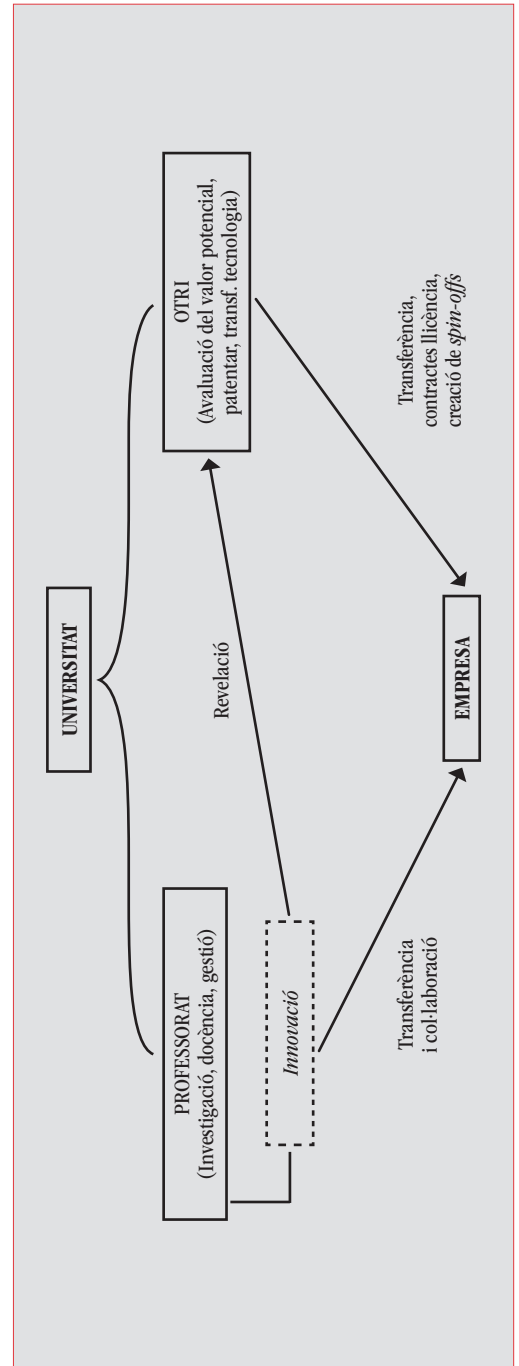 UNIVERSITAT
PROFESSORAT
(Investigació, docència, gestió)
OTRI
(Avaluació del valor potencial,
patentar, transf. tecnologia)
Innovació
Revelació
Transferència
i col·laboració
Transferència,
contractes llicència,
creació de spin-offs
EMPRESA